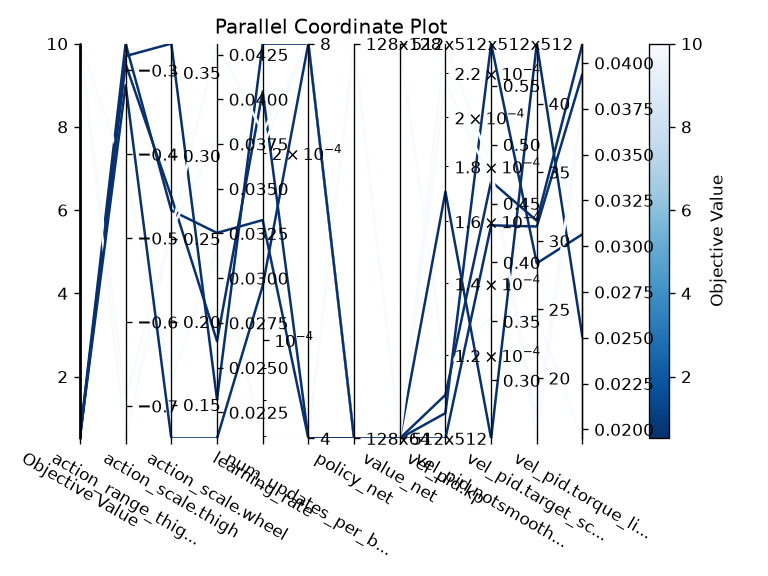 Parallel Coordinate Plot
10
8
6
4
2
−0.3
−0.4
−0.5
−0.6
−0.7
0.35
0.30
0.25
0.20
0.15
0.0425
0.0400
0.0375
0.0350
0.0325
0.0300
0.0275
0.0250
0.0225
2 × 10⁻⁴
10⁻⁴
8
4
128x128
128x64
512x512x512
512x512
2.2 × 10⁻⁴
2 × 10⁻⁴
1.8 × 10⁻⁴
1.6 × 10⁻⁴
1.4 × 10⁻⁴
1.2 × 10⁻⁴
0.55
0.50
0.45
0.40
0.35
0.30
40
35
30
25
20
0.0400
0.0375
0.0350
0.0325
0.0300
0.0275
0.0250
0.0225
0.0200
10
8
6
4
2
Objective Value
Objective Value
action_range_thig...
action_scale.thigh
action_scale.wheel
learning_rate
num_updates_per_b...
policy_net
value_net
vel_pid.kp
vel_pid.target_sc...
vel_pid.torque_li...